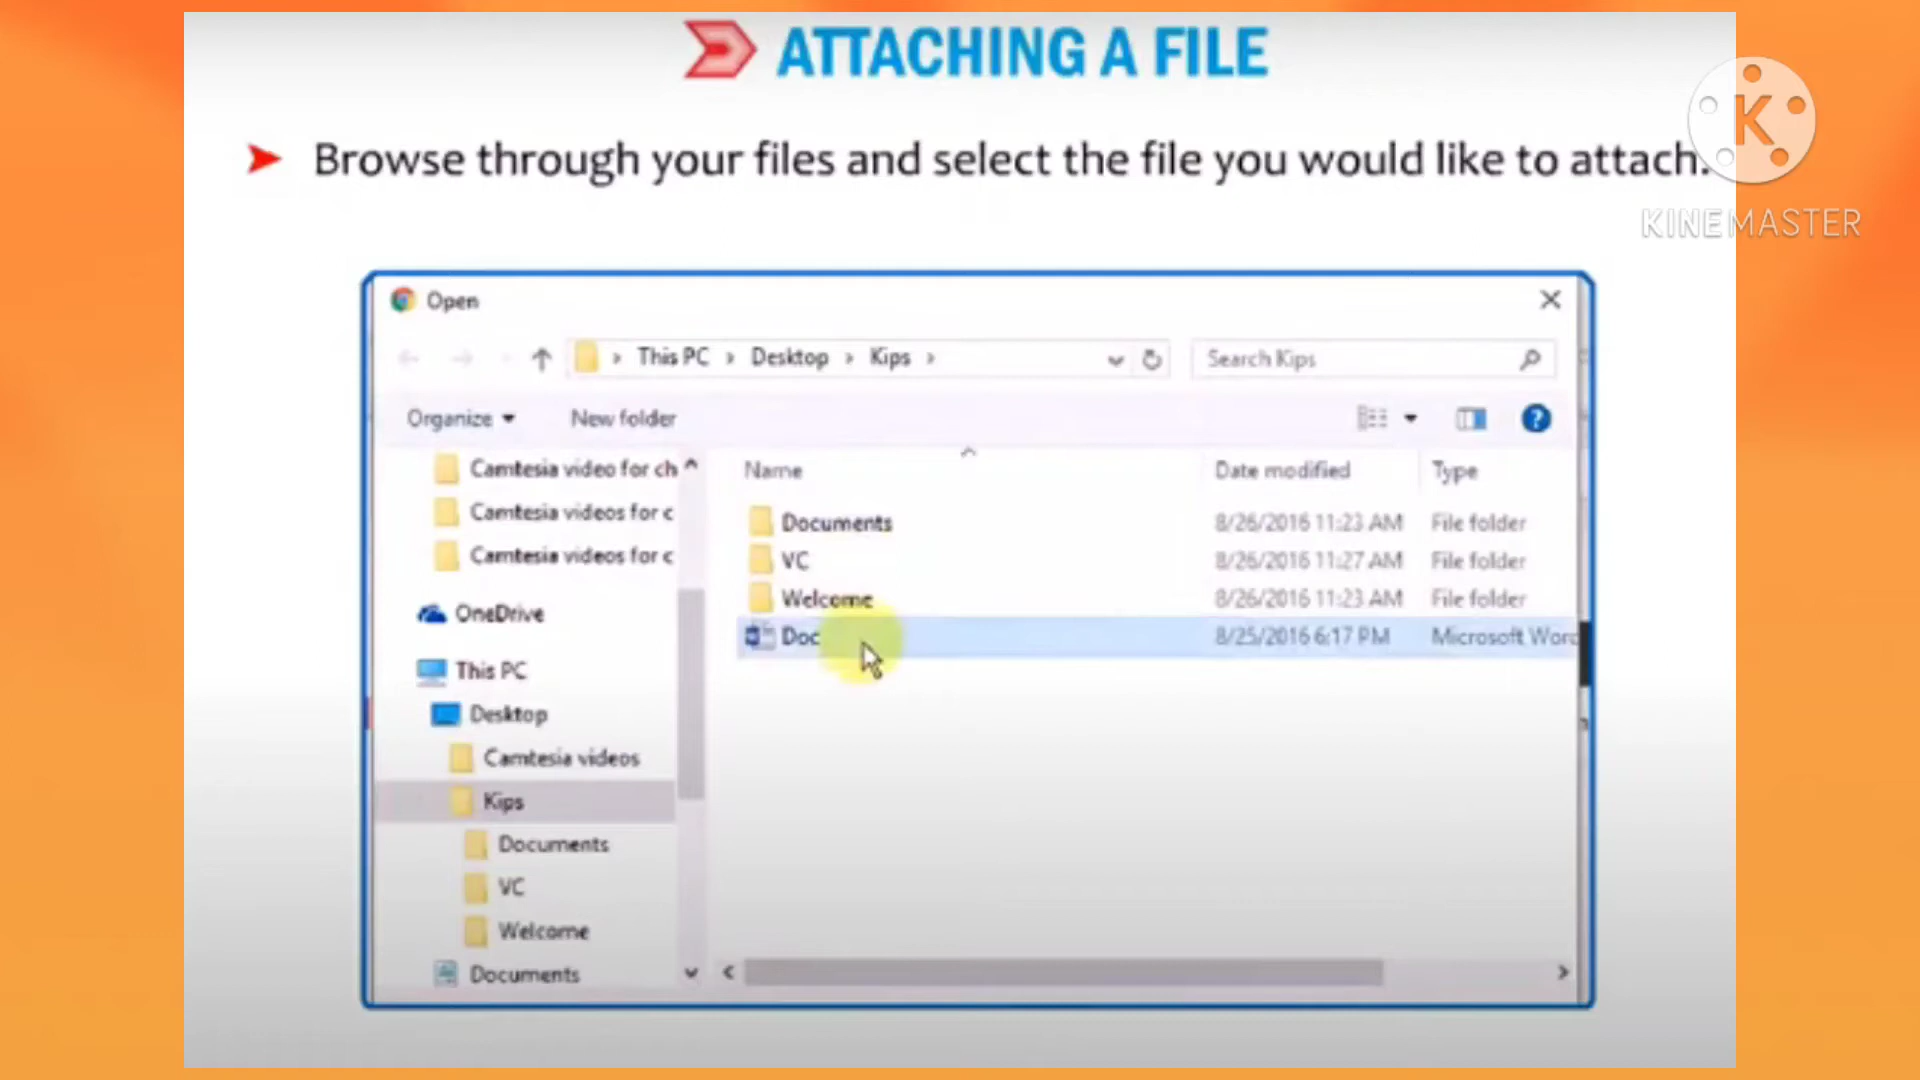 ATTACHING A FILE
Browse through your files and select the file you would like to attach.
K
KINEMASTER
Open
This PC > Desktop > Kips >
Search Kips
Organize
New folder
?
Name
Date modified
Type
Camtesia video for ch
Camtesia videos for c
Camtesia videos for c
OneDrive
This PC
Desktop
Camtesia videos
Kips
Documents
VC
Welcome
Documents
Documents 8/26/2016 11:23 AM File folder
VC 8/26/2016 11:27 AM File folder
Welcome 8/26/2016 11:23 AM File folder
Doc 8/25/2016 6:17 PM Microsoft Word